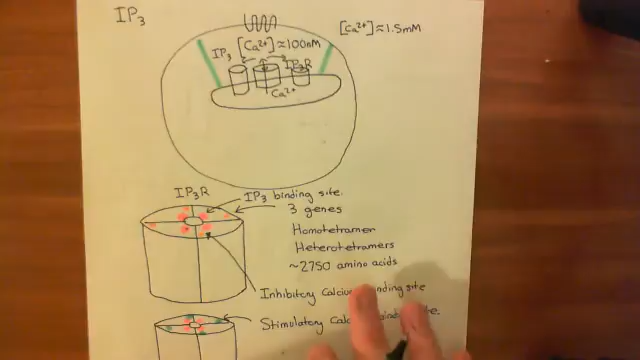 IP₃
[Ca²⁺]≈1.5mM
IP₃ [Ca²⁺]≈100nM
IP₃R
Ca²⁺
IP₃R
IP₃ binding site
3 genes
Homotetramer
Heterotetramers
~2750 amino acids
Inhibitory Calcium binding site
Stimulatory